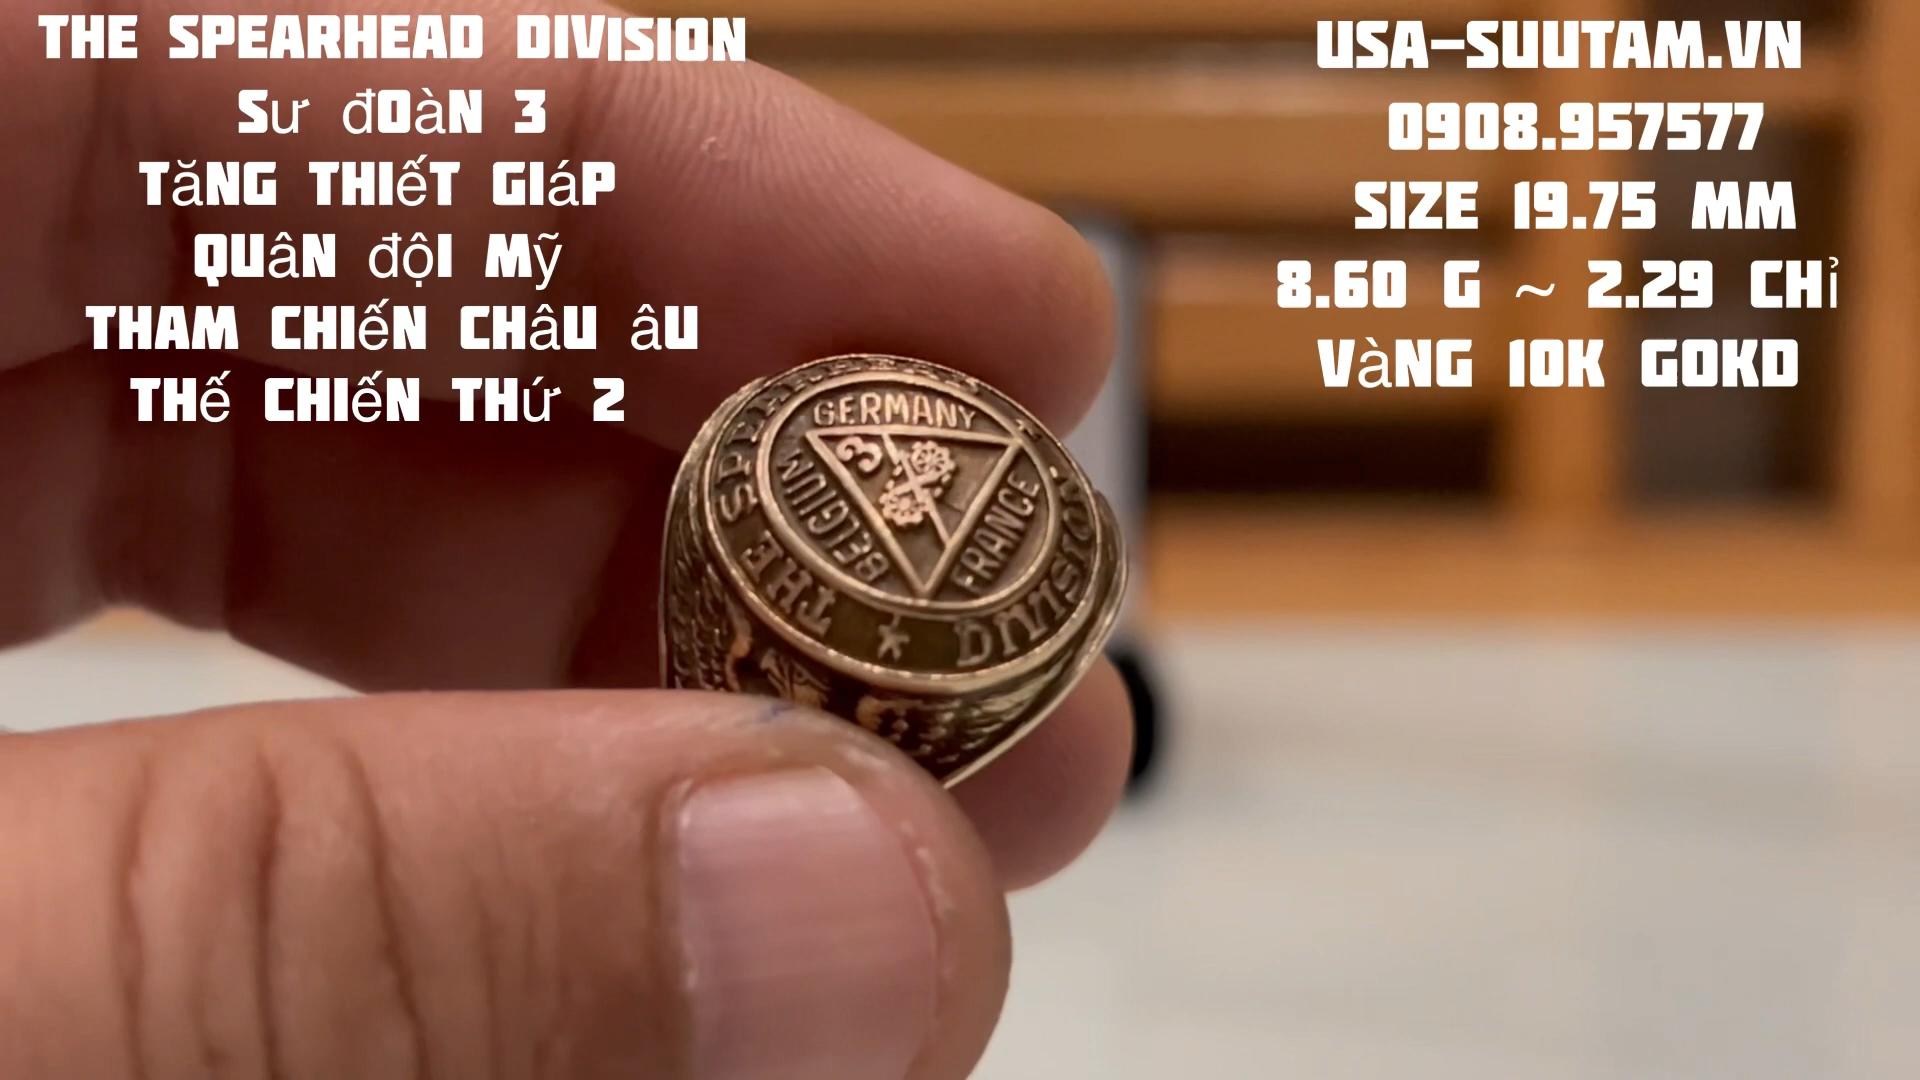 THE SPEARHEAD DIVISION
Sư đoàn 3
TăNG THIếT GIáP
QUâN độI Mỹ
THAM CHIếN CHâU âU
THế CHIếN THứ 2
USA-SUUTAM.VN
0908.957577
SIZE 19.75 MM
8.60 G ~ 2.29 CHỉ
VàNG 10K GOKD
THE SPEARHEAD
DIVISION
GERMANY
BELGIUM
FRANCE
3